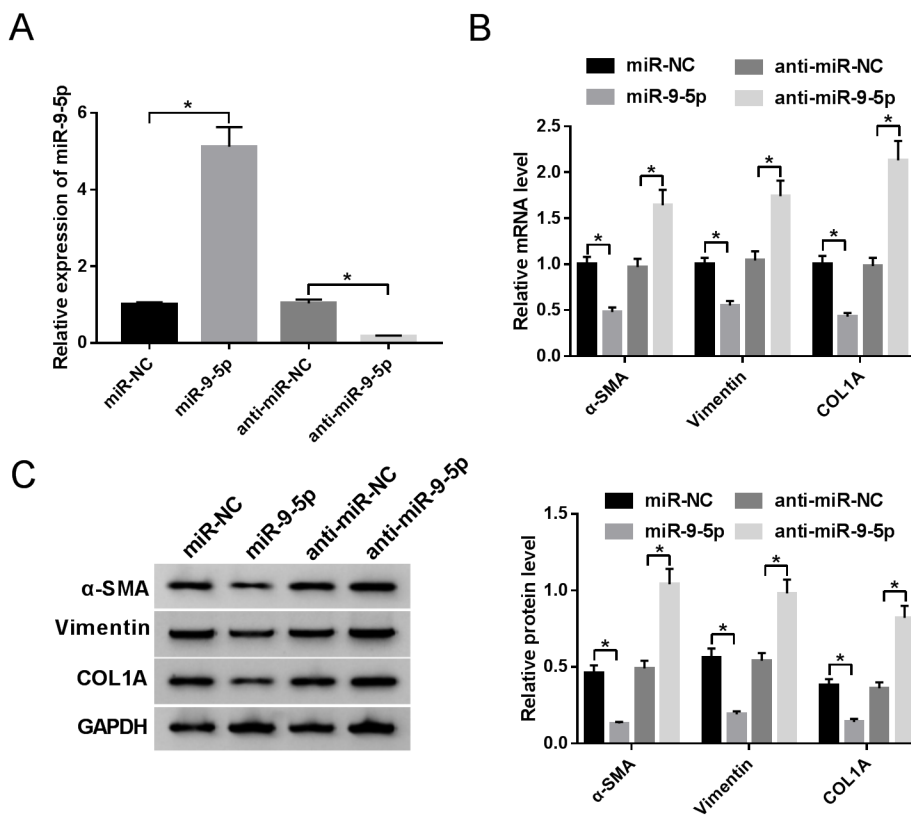 A
Relative expression of miR-9-5p
6
4
2
0
*
*
miR-NC
miR-9-5p
anti-miR-NC
anti-miR-9-5p
B
miR-NC
anti-miR-NC
miR-9-5p
anti-miR-9-5p
Relative mRNA level
2.5
2.0
1.5
1.0
0.5
0.0
*
*
*
*
*
*
α-SMA
Vimentin
COL1A
C
miR-NC
miR-9-5p
anti-miR-NC
anti-miR-9-5p
α-SMA
Vimentin
COL1A
GAPDH
miR-NC
anti-miR-NC
miR-9-5p
anti-miR-9-5p
Relative protein level
1.5
1.0
0.5
0.0
*
*
*
*
*
*
α-SMA
Vimentin
COL1A